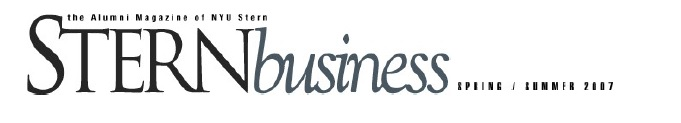 the Alumni Magazine of NYU Stern
STERNbusiness SPRING / SUMMER 2007